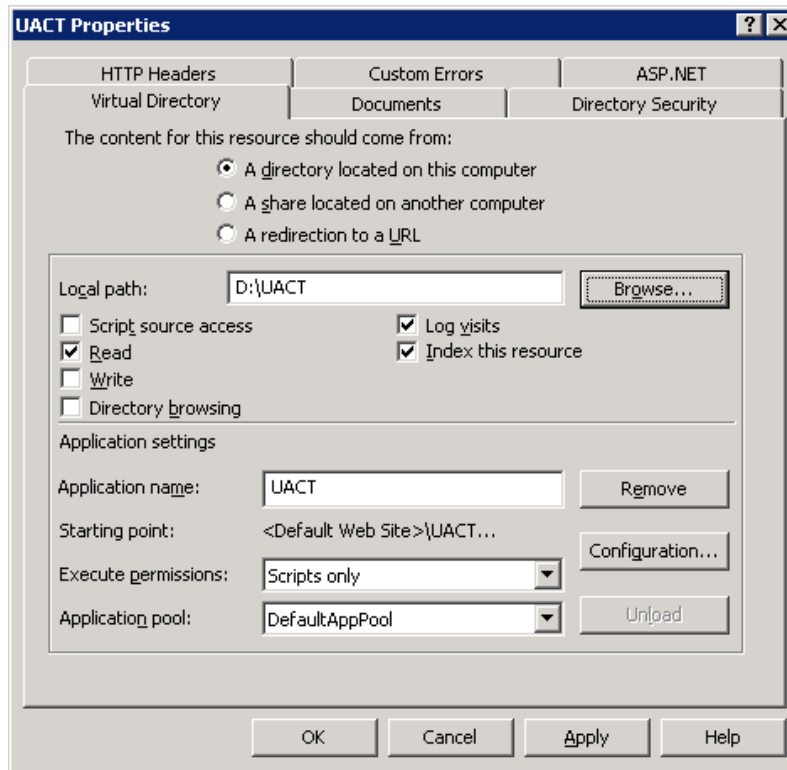 UACT Properties
? X
HTTP Headers
Custom Errors
ASP.NET
Virtual Directory
Documents
Directory Security
The content for this resource should come from:
A directory located on this computer
A share located on another computer
A redirection to a URL
Local path:
D:\UACT
Browse...
Script source access
Log visits
Read
Index this resource
Write
Directory browsing
Application settings
Application name:
UACT
Remove
Starting point:
<Default Web Site>\UACT...
Configuration...
Execute permissions:
Scripts only
Application pool:
DefaultAppPool
Unload
OK
Cancel
Apply
Help